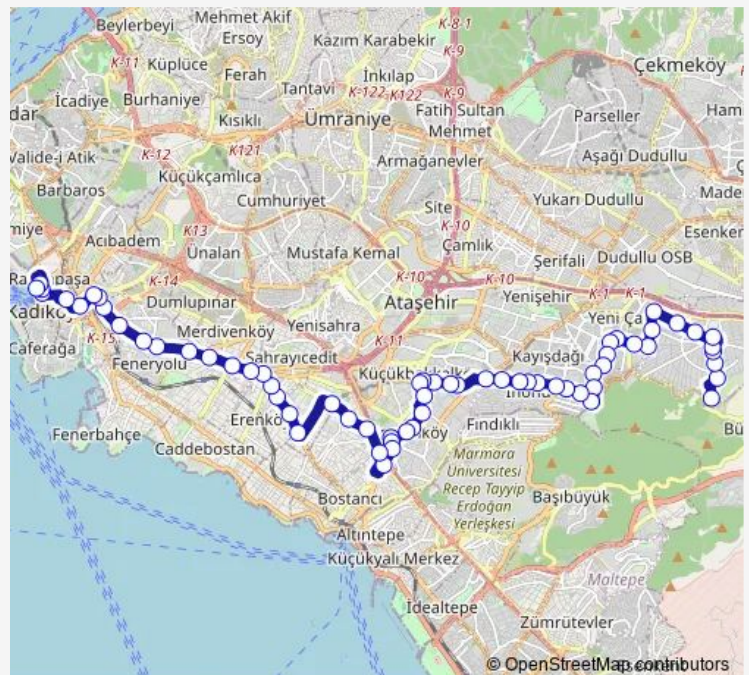 Beylerbeyi
Mehmet Akif
Ersoy
Kazım Karabekir
K-8-1
K-9
K-11
Küplüce
Ferah
İnkılap
Çekmeköy
Tantavi
K-122
K122
K-9
İcadiye
Burhaniye
Kısıklı
Ümraniye
Fatih Sultan
Mehmet
Parseller
Ham
dar
Valide-i Atik
K-12
K121
Armağanevler
Aşağı Dudullu
Küçükçamlıca
Barbaros
Cumhuriyet
Site
Yukarı Dudullu
Made
miye
Acıbadem
K13
Ünalan
Mustafa Kemal
K-10
Çamlık
Esenker
Şerifali
Dudullu OSB
K-14
K-10
K-10
Ataşehir
Yenişehir
K-1
K-1
Kadıköy
Dumlupınar
Yeni Ça
Caferağa
K-15
Merdivenköy
Yenisahra
K-11
Feneryolu
Sahrayıcedit
Kayışdağı
Fenerbahçe
Erenkö
Fındıklı
Bü
Caddebostan
köy
Marmara
Üniversitesi
Recep Tayyip
Erdoğan
Yerleşkesi
Bostancı
Başıbüyük
Altıntepe
Küçükyalı Merkez
Maltepe
İdealtepe
Zümrütevler
© OpenStreetMap contributors